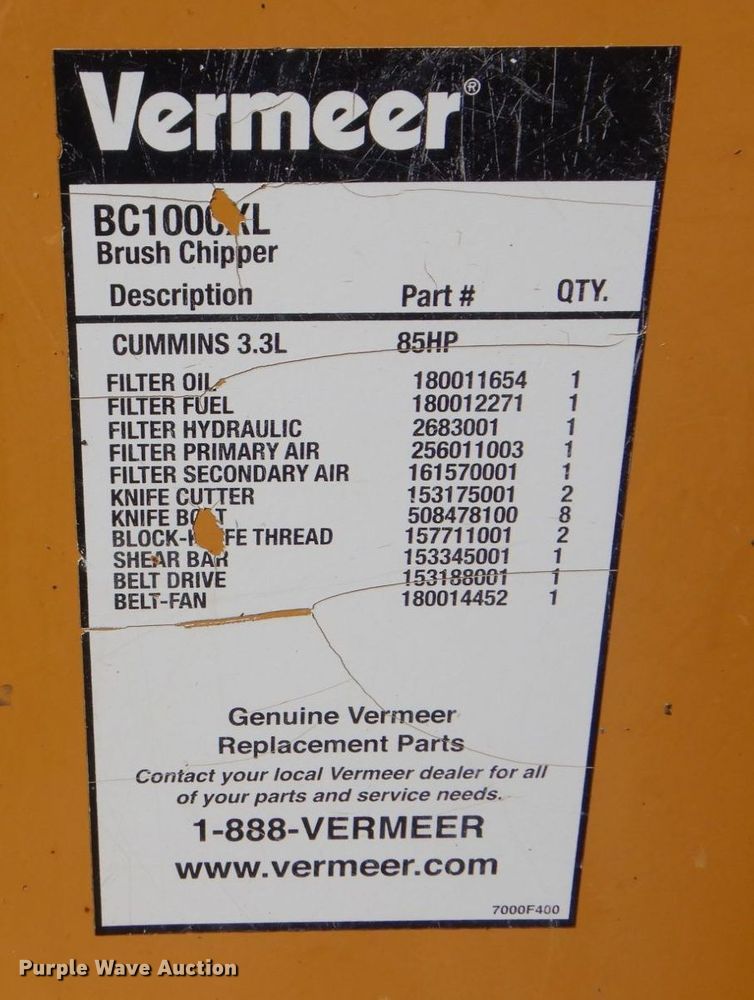 Vermeer®
BC1000XL
Brush Chipper
Description Part # QTY.
CUMMINS 3.3L 85HP
FILTER OIL 180011654 1
FILTER FUEL 180012271 1
FILTER HYDRAULIC 2683001 1
FILTER PRIMARY AIR 256011003 1
FILTER SECONDARY AIR 161570001 1
KNIFE CUTTER 153175001 2
KNIFE BOLT 508478100 8
BLOCK-KNIFE THREAD 157711001 2
SHEAR BAR 153345001 1
BELT DRIVE 153188001 1
BELT-FAN 180014452 1
Genuine Vermeer
Replacement Parts
Contact your local Vermeer dealer for all
of your parts and service needs.
1-888-VERMEER
www.vermeer.com
7000F400
Purple Wave Auction